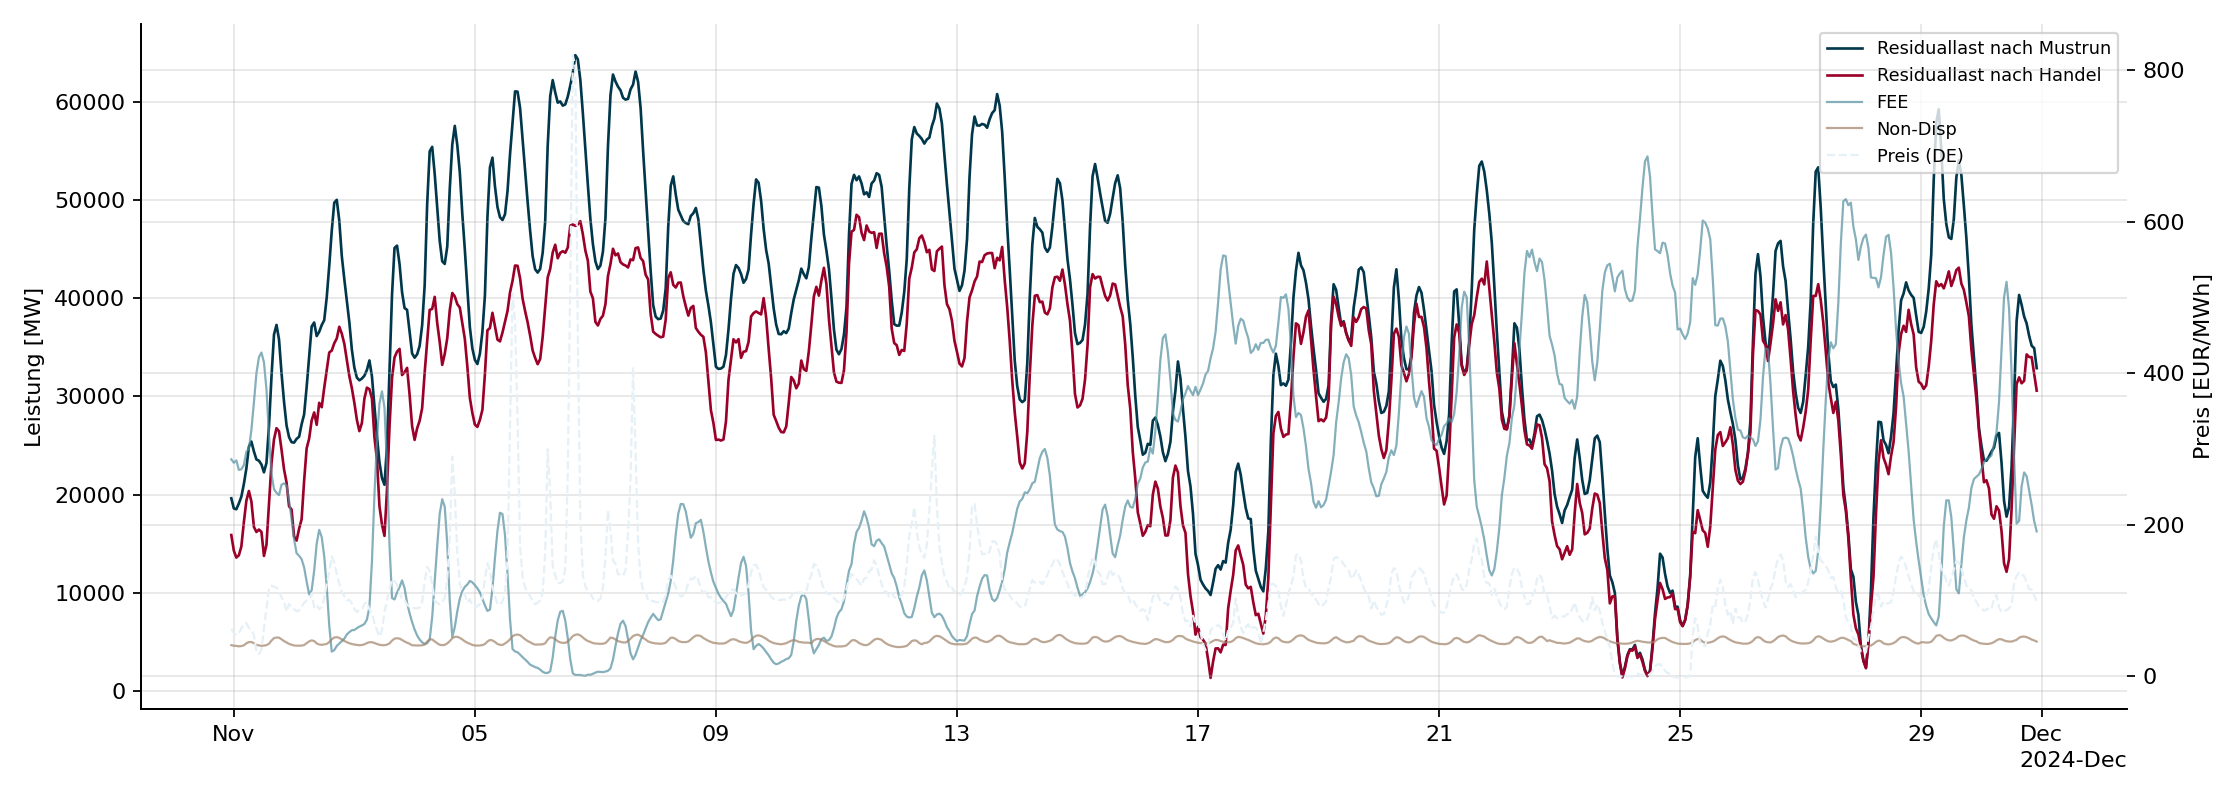 Residuallast nach Mustrun
Residuallast nach Handel
FEE
Non-Disp
Preis (DE)
Leistung [MW]
60000
50000
40000
30000
20000
10000
0
800
600
400
200
0
Preis [EUR/MWh]
Nov
05
09
13
17
21
25
29
Dec
2024-Dec